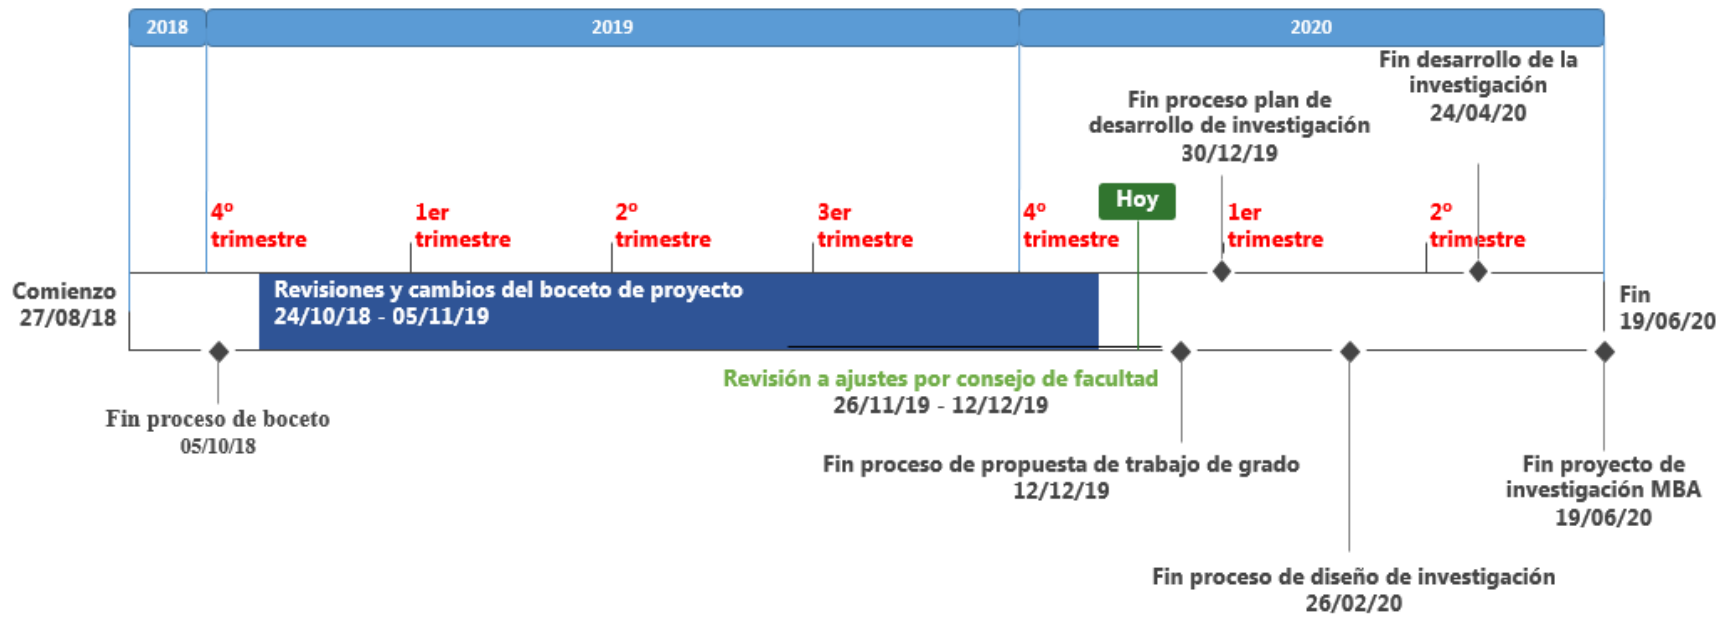 2018
2019
2020
Fin desarrollo de la
investigación
24/04/20
Fin proceso plan de
desarrollo de investigación
30/12/19
Hoy
4º
trimestre
1er
trimestre
2º
trimestre
3er
trimestre
4º
trimestre
1er
trimestre
2º
trimestre
Comienzo
27/08/18
Revisiones y cambios del boceto de proyecto
24/10/18 - 05/11/19
Fin
19/06/20
Revisión a ajustes por consejo de facultad
26/11/19 - 12/12/19
Fin proceso de boceto
05/10/18
Fin proceso de propuesta de trabajo de grado
12/12/19
Fin proyecto de
investigación MBA
19/06/20
Fin proceso de diseño de investigación
26/02/20